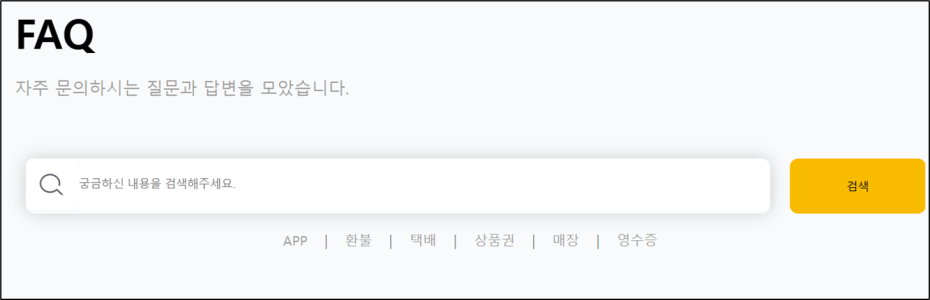 FAQ
자주 문의하시는 질문과 답변을 모았습니다.
궁금하신 내용을 검색해주세요. 검색
APP | 환불 | 택배 | 상품권 | 매장 | 영수증